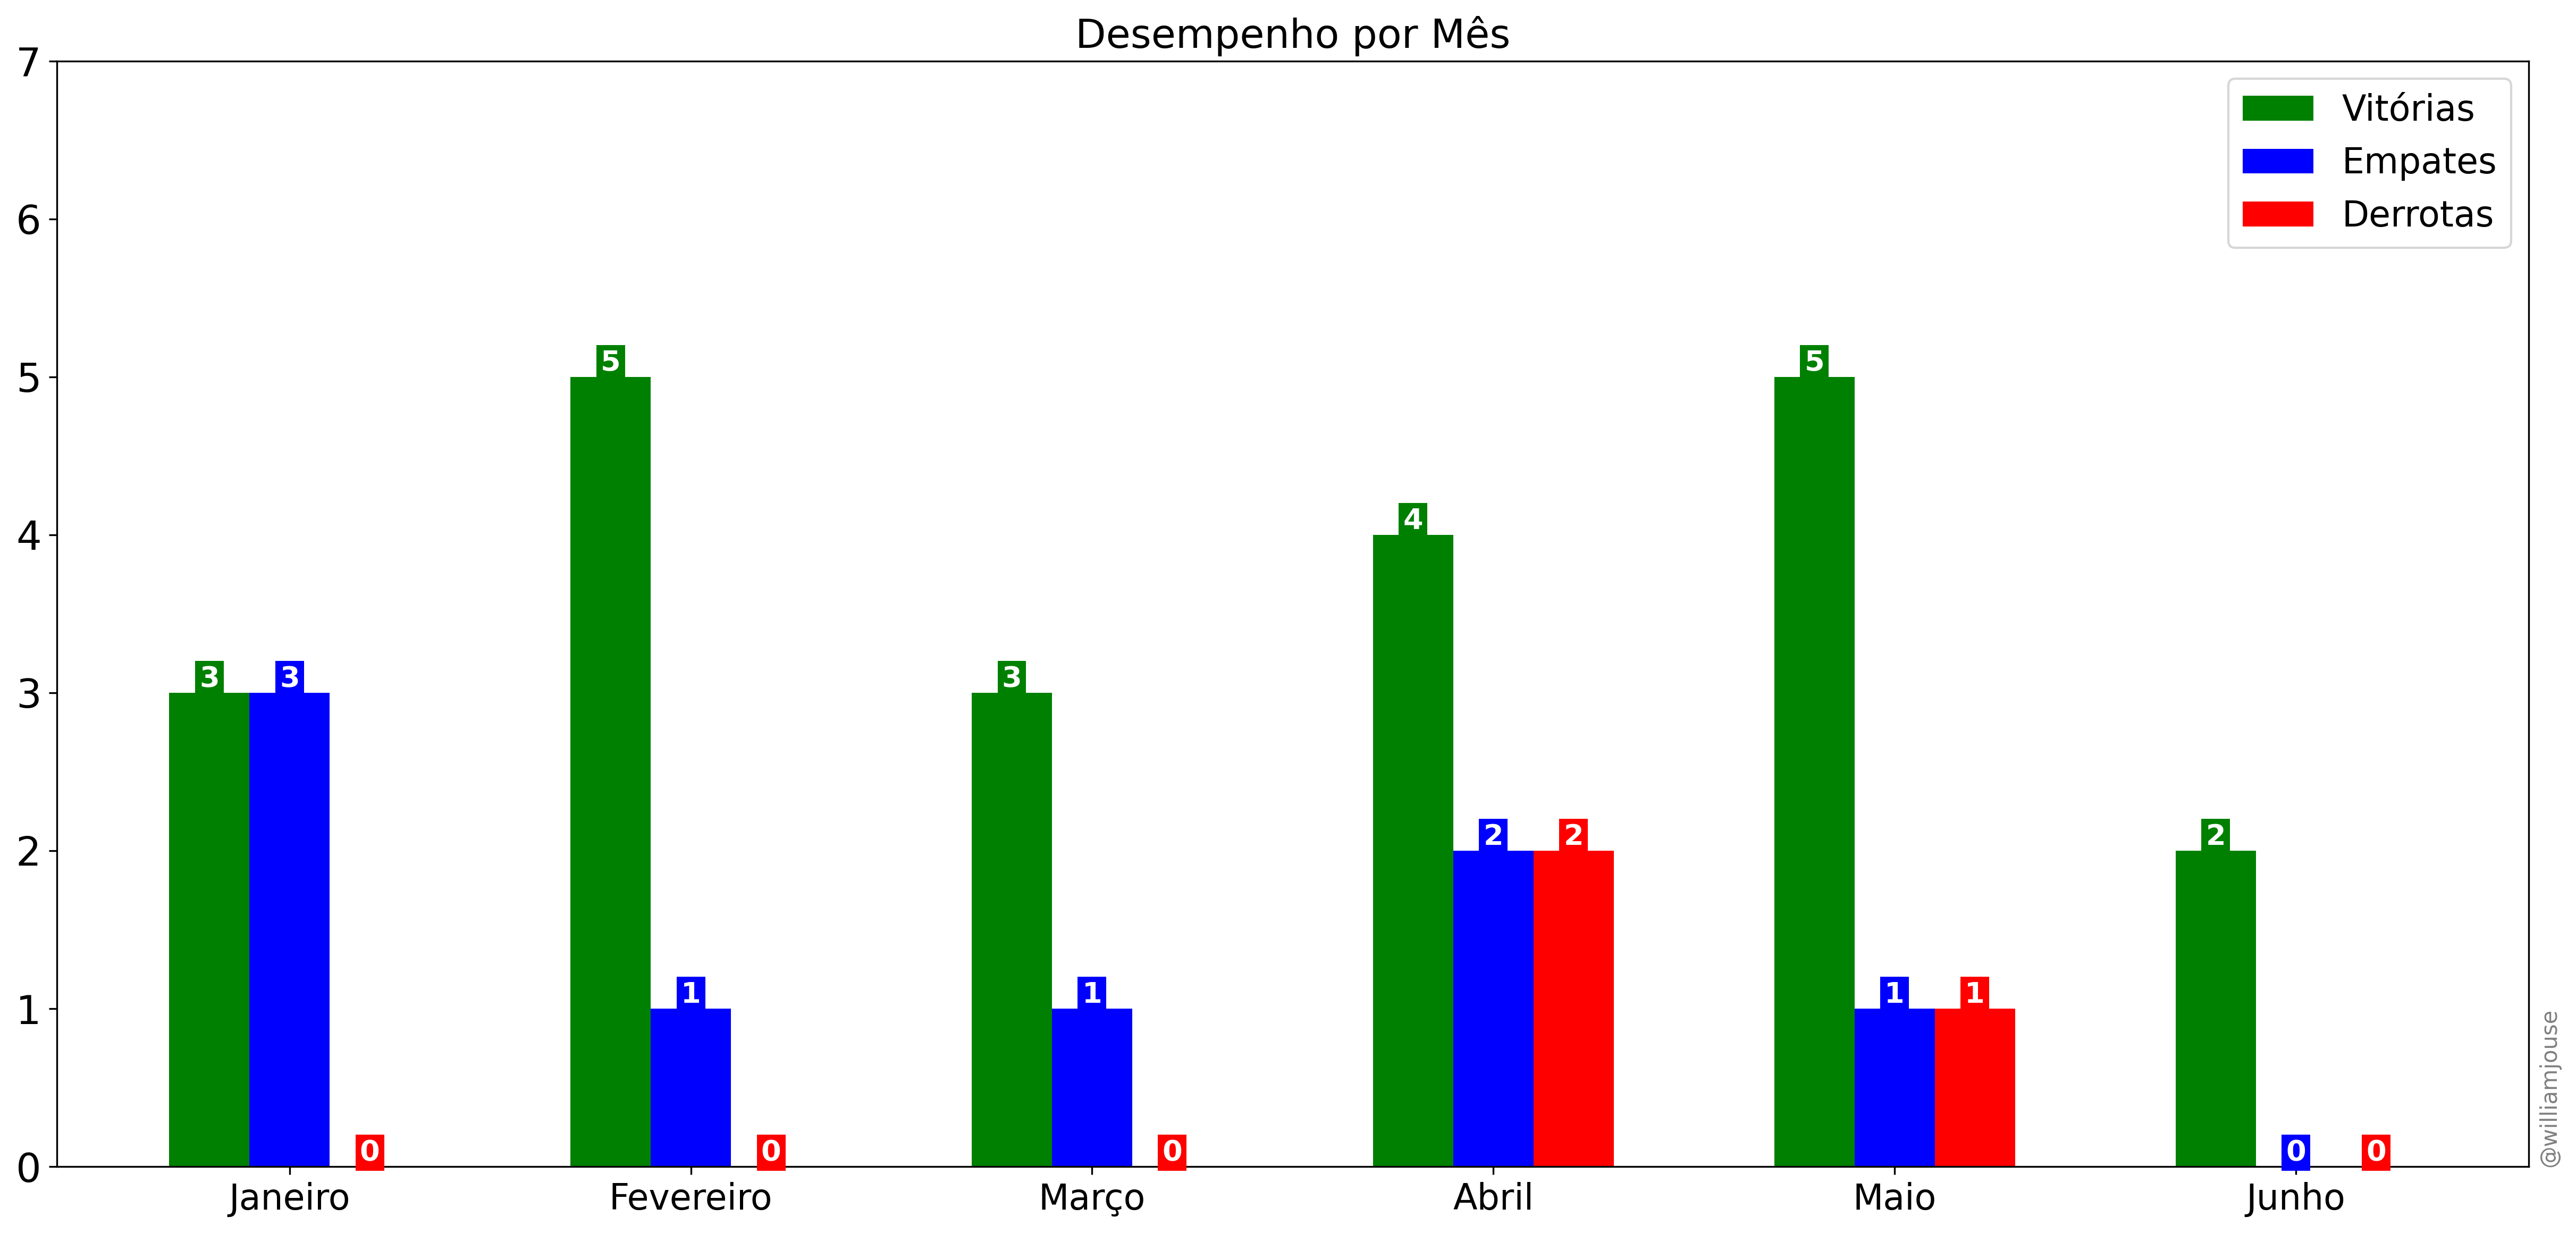 Desempenho por Mês
7
6
5
4
3
2
1
0
Vitórias
Empates
Derrotas
3 3 0
5 1 0
3 1 0
4 2 2
5 1 1
2 0 0
Janeiro Fevereiro Março Abril Maio Junho
@williamjouse